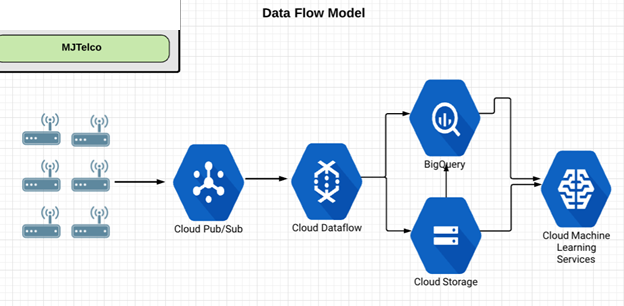 Data Flow Model
MJTelco
BigQuery
Cloud Pub/Sub
Cloud Dataflow
Cloud Machine
Learning
Services
Cloud Storage